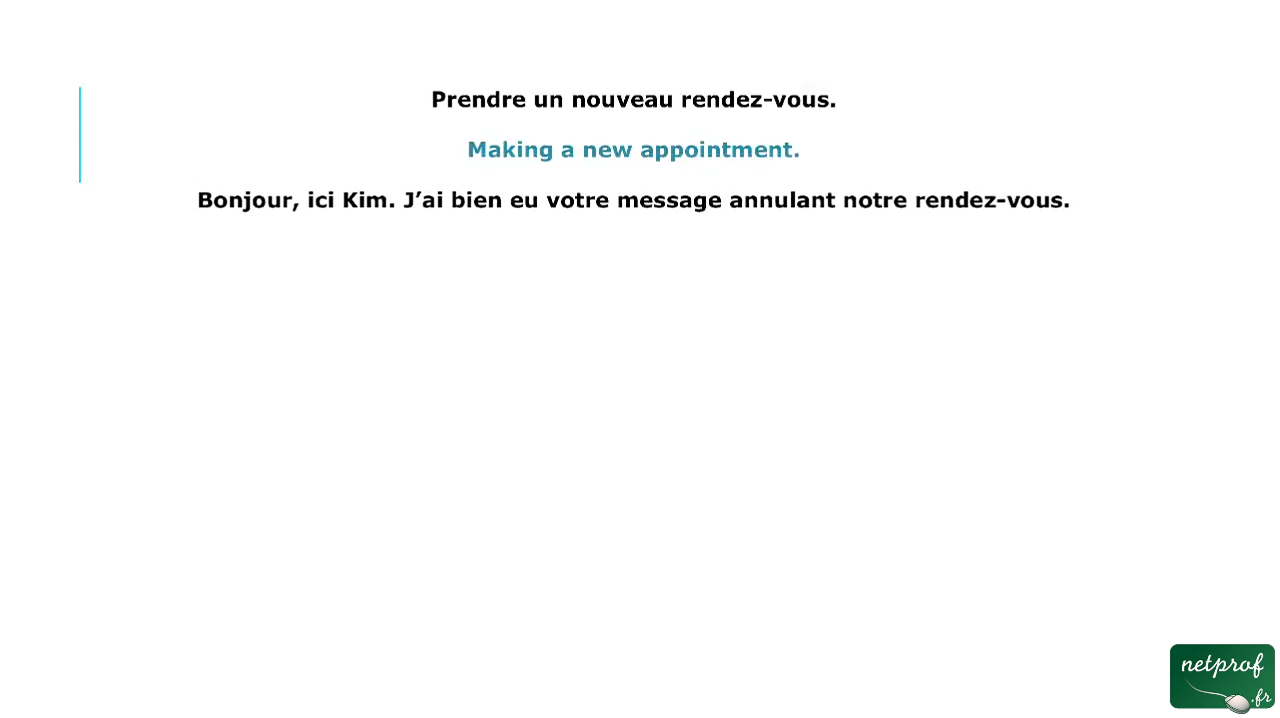 Prendre un nouveau rendez-vous.
Making a new appointment.
Bonjour, ici Kim. J’ai bien eu votre message annulant notre rendez-vous.
netprof
.fr